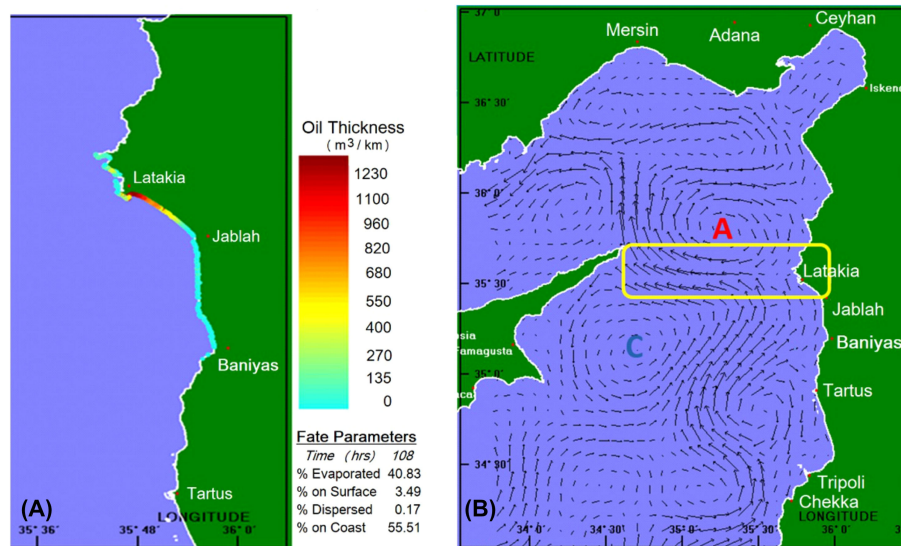 Latakia
Jablah
Baniyas
Tartus
(A)
LONGITUDE
35° 36'
35° 48'
36° 0'
Oil Thickness
( m3 / km )
1230
1100
960
820
680
550
400
270
135
0
Fate Parameters
Time (hrs) 108
% Evaporated 40.83
% on Surface 3.49
% Dispersed 0.17
% on Coast 55.51
37° 0'
LATITUDE
36° 30'
36° 0'
35° 30'
35° 0'
34° 30'
Mersin
Adana
Ceyhan
Iskend
A
Latakia
Jablah
Baniyas
C
Famagusta
Tartus
Tripoli
Chekka
(B)
LONGITUDE
34° 0'
34° 30'
35° 0'
35° 30'
36° 0'